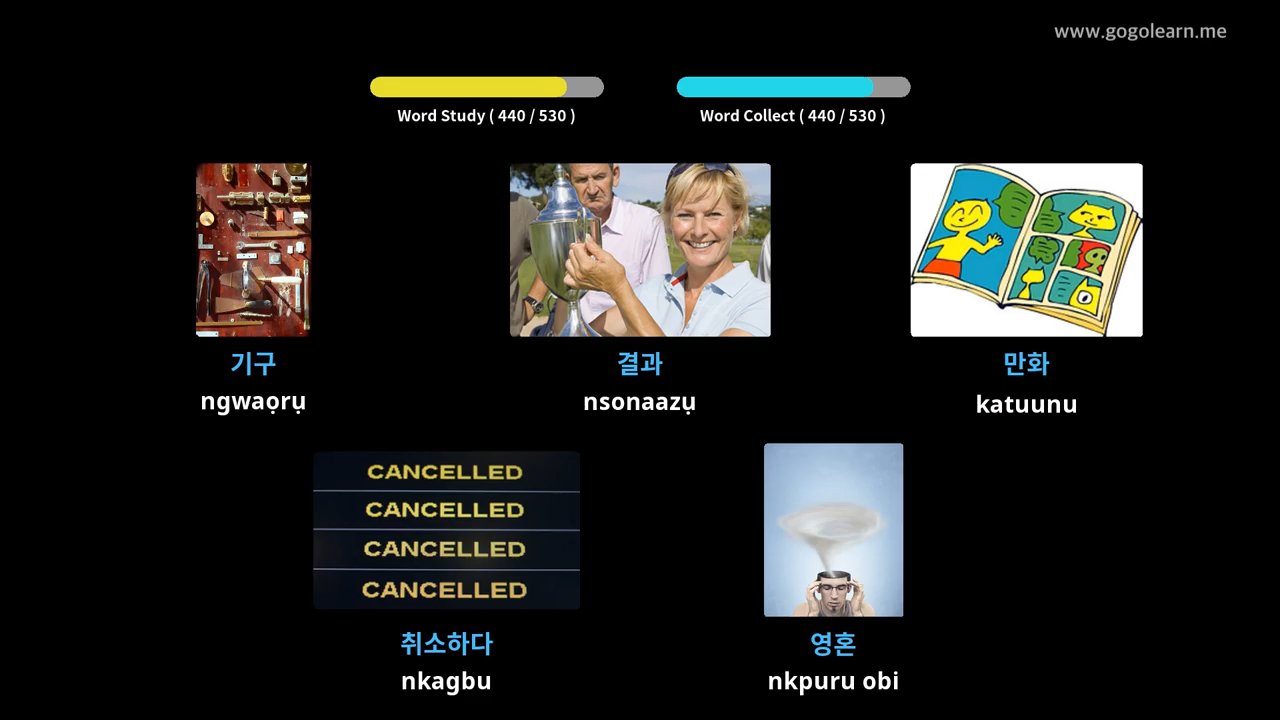 www.gogolearn.me
Word Study ( 440 / 530 )
Word Collect ( 440 / 530 )
기구
ngwaọrụ
결과
nsonaazụ
만화
katuunu
CANCELLED
CANCELLED
CANCELLED
CANCELLED
취소하다
nkagbu
영혼
nkpuru obi